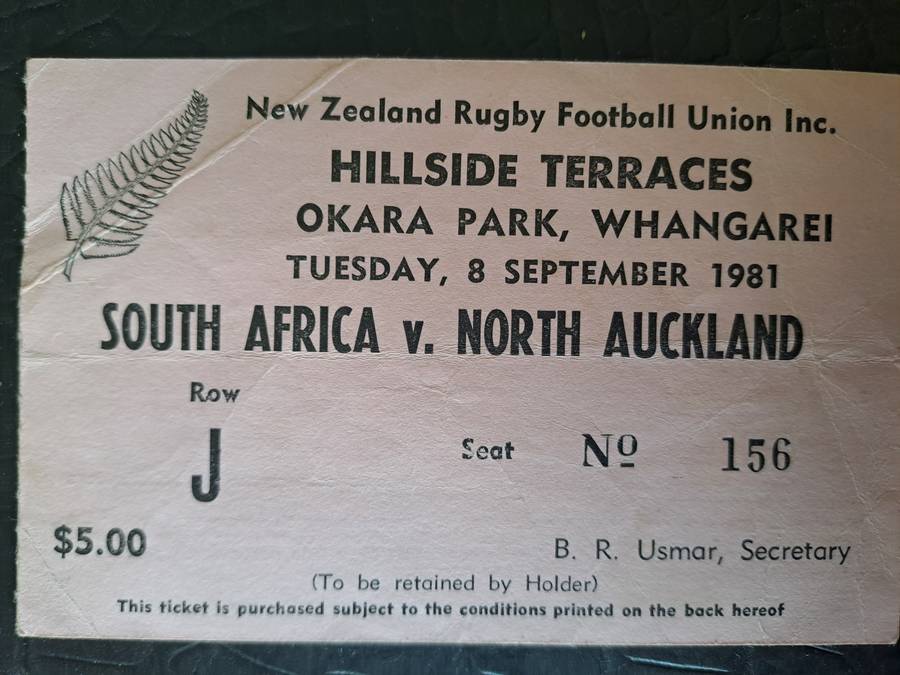 New Zealand Rugby Football Union Inc.
HILLSIDE TERRACES
OKARA PARK, WHANGAREI
TUESDAY, 8 SEPTEMBER 1981
SOUTH AFRICA v. NORTH AUCKLAND
Row
J
Seat Nº 156
$5.00
B. R. Usmar, Secretary
(To be retained by Holder)
This ticket is purchased subject to the conditions printed on the back hereof